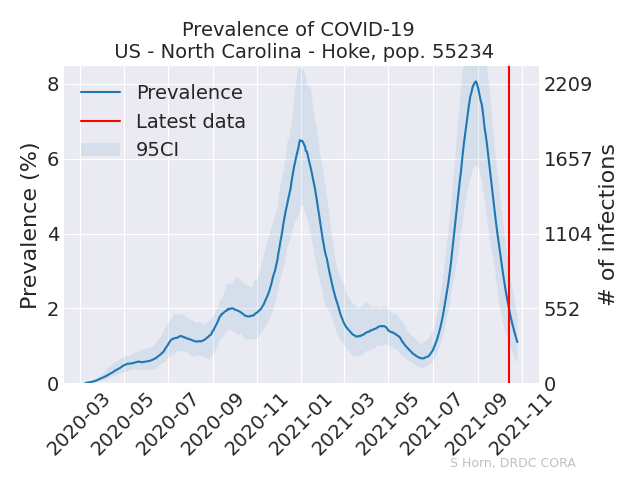 Prevalence of COVID-19
US - North Carolina - Hoke, pop. 55234
Prevalence
Latest data
95CI
Prevalence (%)
8
6
4
2
0
2209
1657
1104
552
0
# of infections
2020-03
2020-05
2020-07
2020-09
2020-11
2021-01
2021-03
2021-05
2021-07
2021-09
2021-11
S Horn, DRDC CORA